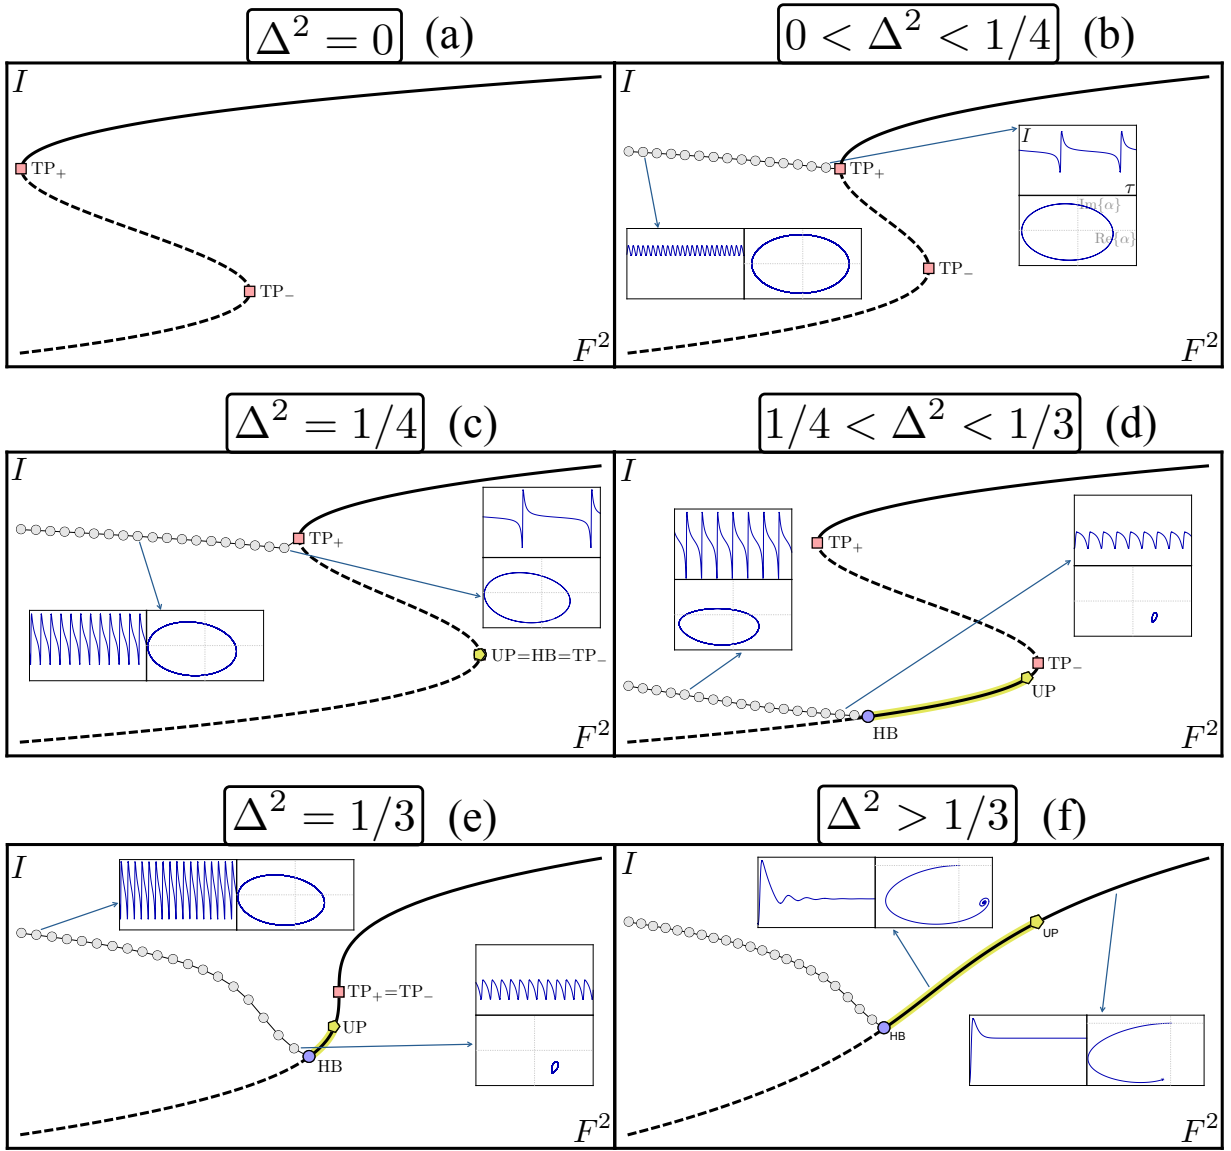 Δ² = 0 (a)
0 < Δ² < 1/4 (b)
I
TP₊
TP₋
F²
I
TP₊
TP₋
I
τ
Im{α}
Re{α}
F²
Δ² = 1/4 (c)
1/4 < Δ² < 1/3 (d)
I
TP₊
UP=HB=TP₋
F²
I
TP₊
TP₋
UP
HB
F²
Δ² = 1/3 (e)
Δ² > 1/3 (f)
I
TP₊=TP₋
UP
HB
F²
I
UP
HB
F²